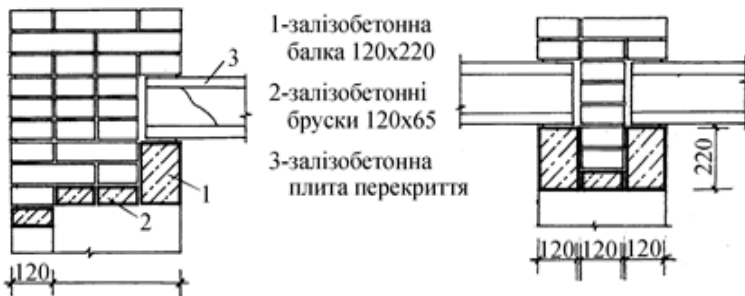 1-залізобетонна
балка 120х220
2-залізобетонні
бруски 120х65
3-залізобетонна
плита перекриття
3
1
2
120
220
120 120 120